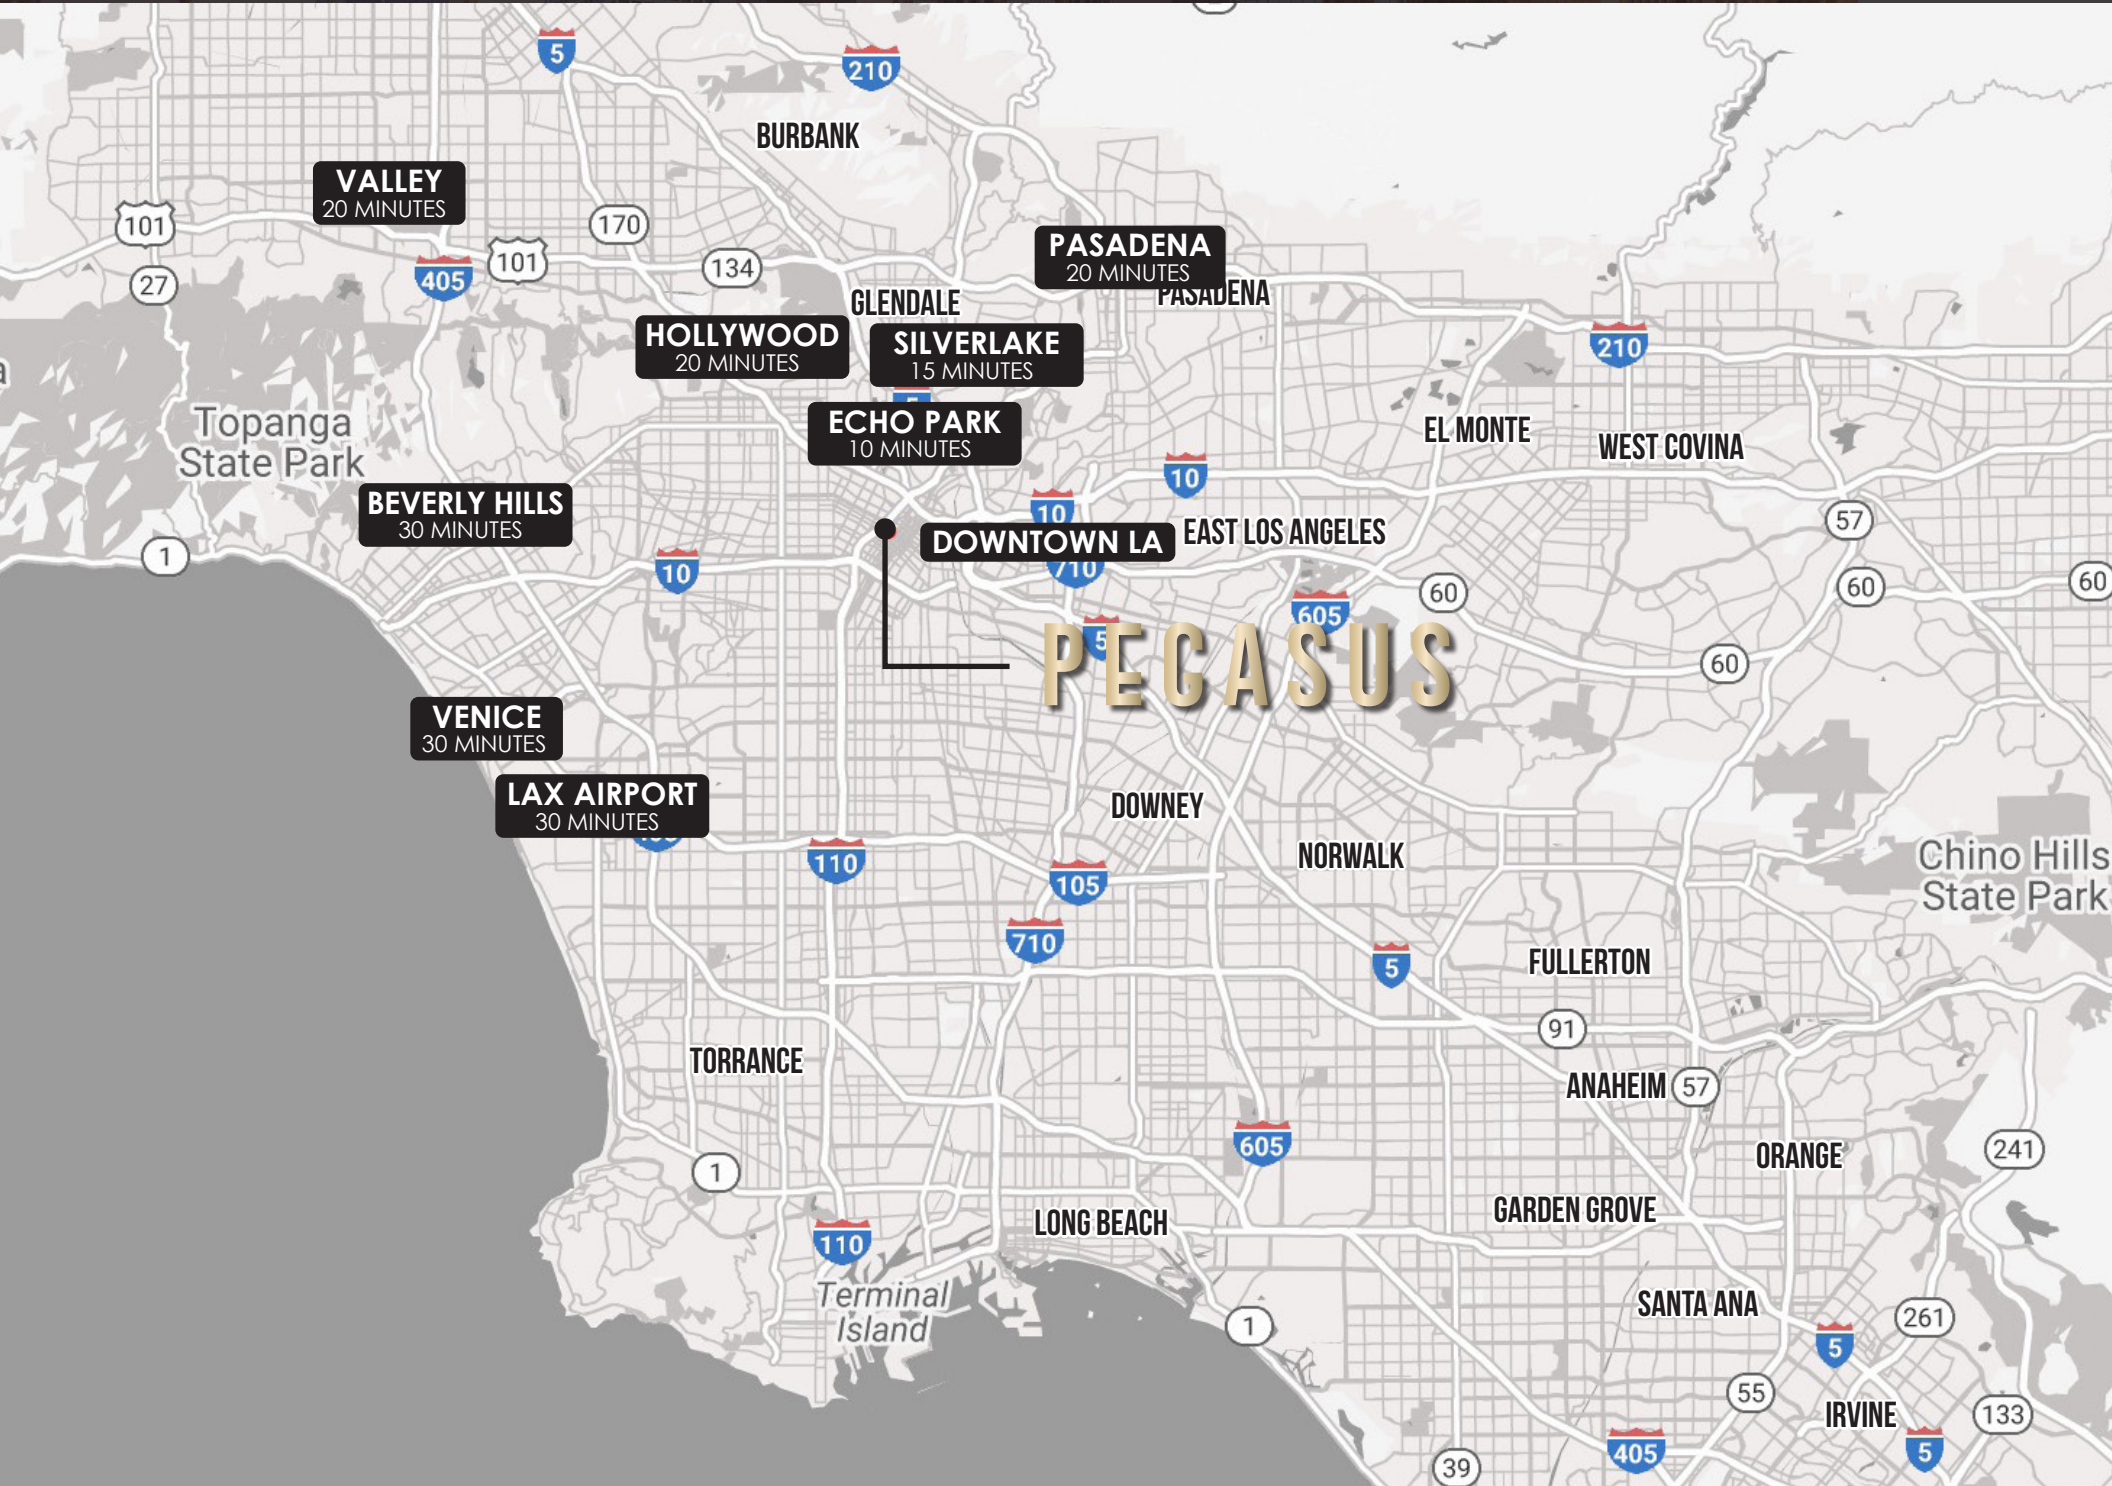 5
210
BURBANK
VALLEY
20 MINUTES
101
170
101
134
405
27
PASADENA
20 MINUTES
PASADENA
GLENDALE
HOLLYWOOD
20 MINUTES
SILVERLAKE
15 MINUTES
210
5
ECHO PARK
10 MINUTES
Topanga
State Park
EL MONTE
WEST COVINA
10
10
BEVERLY HILLS
30 MINUTES
57
DOWNTOWN LA
EAST LOS ANGELES
1
10
710
60
60
60
605
5
PEGASUS
60
VENICE
30 MINUTES
LAX AIRPORT
30 MINUTES
DOWNEY
110
NORWALK
105
Chino Hills
State Park
710
5
FULLERTON
91
TORRANCE
ANAHEIM
57
605
ORANGE
241
1
GARDEN GROVE
LONG BEACH
110
Terminal
Island
SANTA ANA
1
261
5
55
IRVINE
133
405
5
39